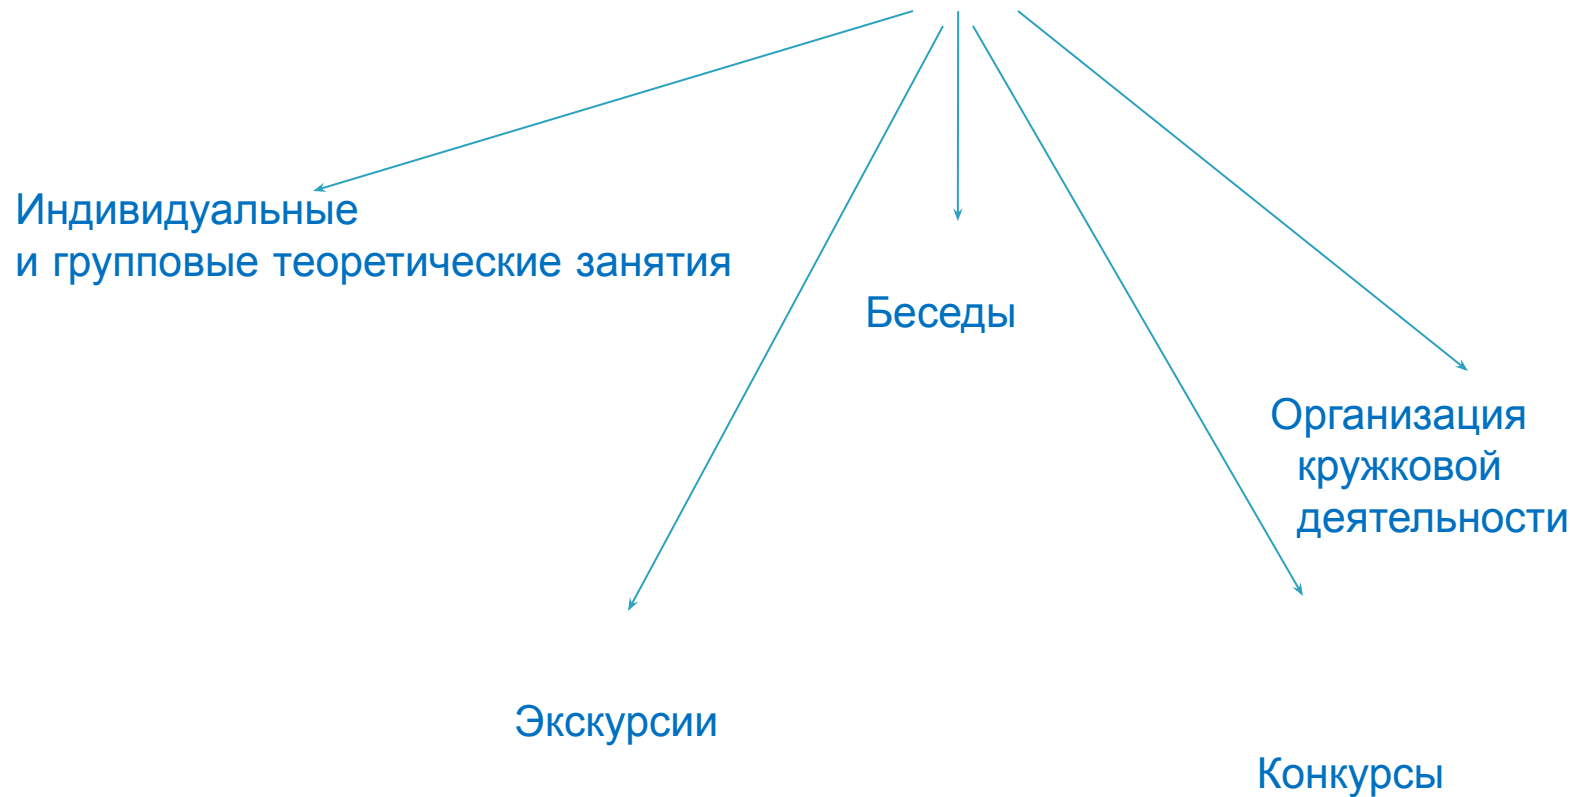 Индивидуальные
и групповые теоретические занятия
Беседы
Организация
кружковой
деятельности
Экскурсии
Конкурсы